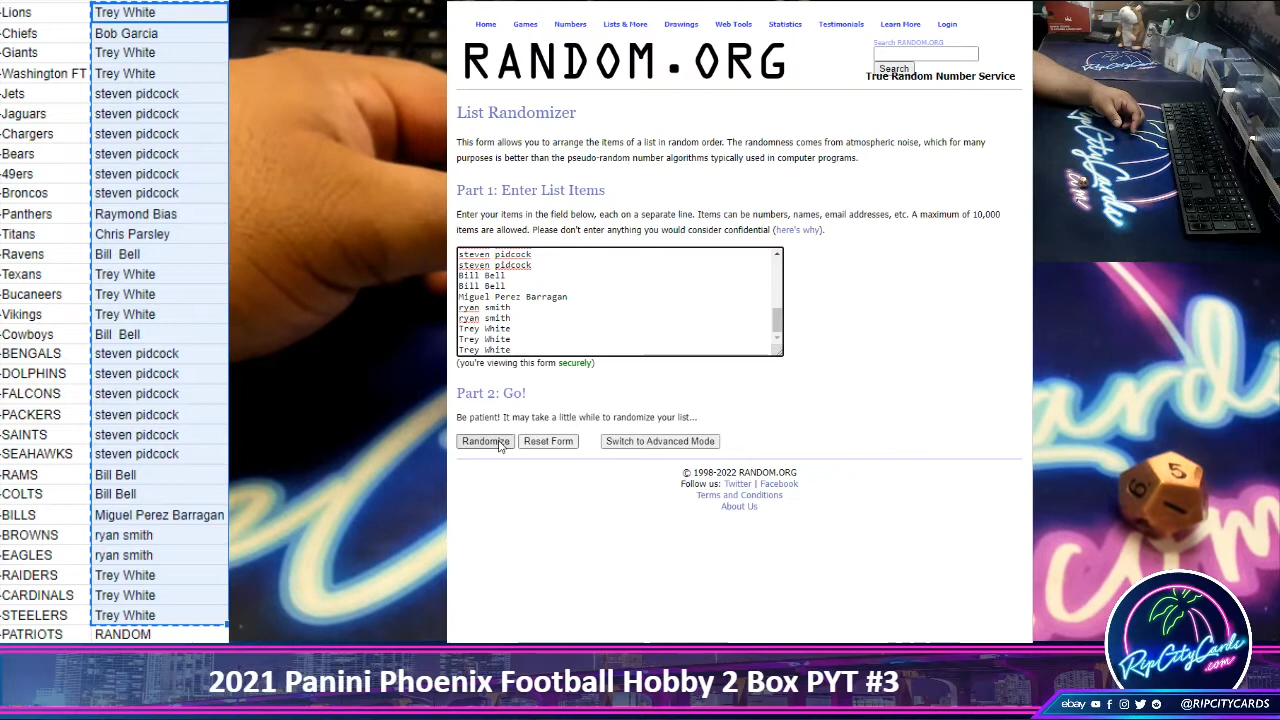 -Lions Trey White
-Chiefs Bob Garcia
-Giants Trey White
-Washington FT Trey White
-Jets steven pidcock
-Jaguars steven pidcock
-Chargers steven pidcock
-Bears steven pidcock
-49ers steven pidcock
-Broncos steven pidcock
-Panthers Raymond Bias
-Titans Chris Parsley
-Ravens Bill Bell
-Texans Trey White
-Bucaneers Trey White
-Vikings Trey White
-Cowboys Bill Bell
-BENGALS steven pidcock
-DOLPHINS steven pidcock
-FALCONS steven pidcock
-PACKERS steven pidcock
-SAINTS steven pidcock
-SEAHAWKS steven pidcock
-RAMS Bill Bell
-COLTS Bill Bell
-BILLS Miguel Perez Barragan
-BROWNS ryan smith
-EAGLES ryan smith
-RAIDERS Trey White
-CARDINALS Trey White
-STEELERS Trey White
-PATRIOTS RANDOM
Home Games Numbers Lists & More Drawings Web Tools Statistics Testimonials Learn More Login
RANDOM.ORG
Search RANDOM.ORG
Search
True Random Number Service
List Randomizer
This form allows you to arrange the items of a list in random order. The randomness comes from atmospheric noise, which for many
purposes is better than the pseudo-random number algorithms typically used in computer programs.
Part 1: Enter List Items
Enter your items in the field below, each on a separate line. Items can be numbers, names, email addresses, etc. A maximum of 10,000
items are allowed. Please don't enter anything you would consider confidential (here's why).
steven pidcock
steven pidcock
Bill Bell
Bill Bell
Miguel Perez Barragan
ryan smith
ryan smith
Trey White
Trey White
Trey White
(you're viewing this form securely)
Part 2: Go!
Be patient! It may take a little while to randomize your list...
Randomize Reset Form Switch to Advanced Mode
© 1998-2022 RANDOM.ORG
Follow us: Twitter | Facebook
Terms and Conditions
About Us
RipCityCards
6 5
2021 Panini Phoenix Football Hobby 2 Box PYT #3
RipCityCards
.com
ebay @RIPCITYCARDS